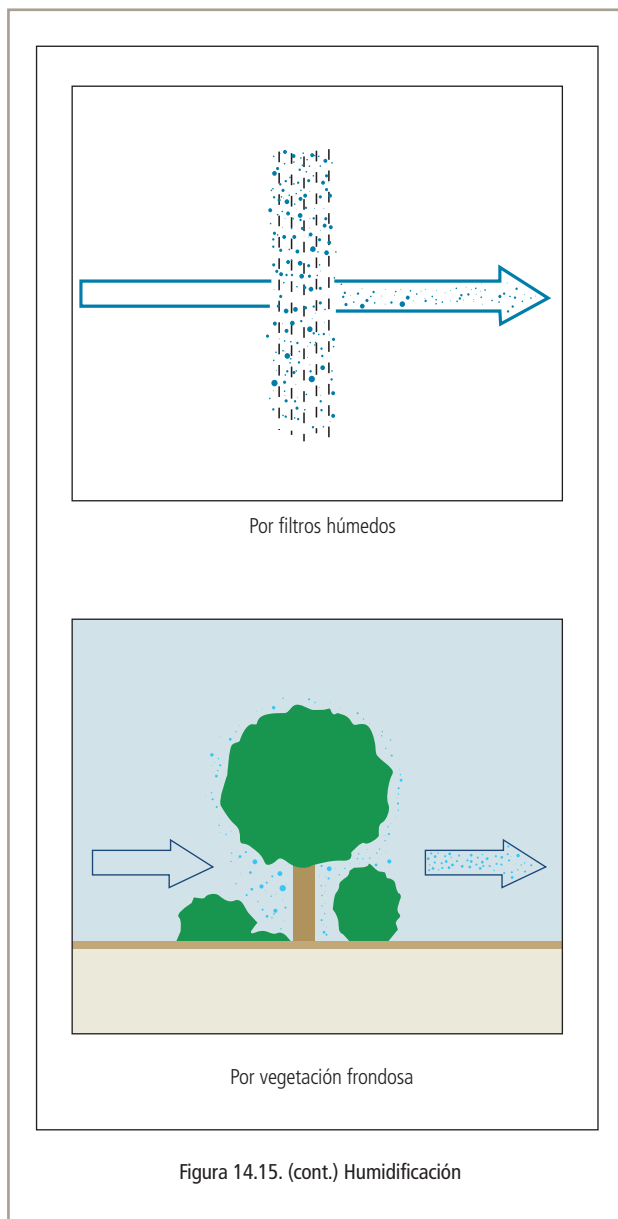 Por filtros húmedos
Por vegetación frondosa
Figura 14.15. (cont.) Humidificación